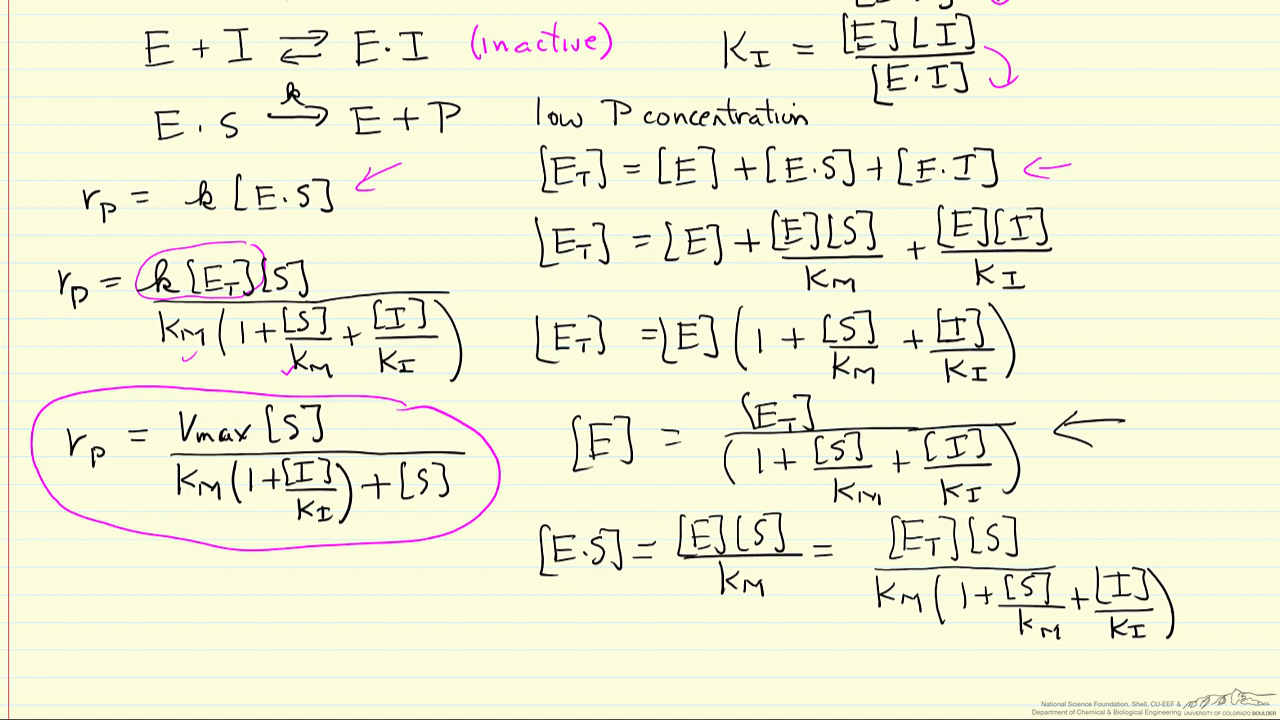 E + I ⇌ E·I (inactive)
K_I = [E][I] / [E·I]
E·S →(k) E + P
low P concentration
r_p = k [E·S] ←
[E_T] = [E] + [E·S] + [E·I] ←
[E_T] = [E] + [E][S]/K_M + [E][I]/K_I
r_p = k[E_T][S] / K_M(1 + [S]/K_M + [I]/K_I)
[E_T] = [E](1 + [S]/K_M + [I]/K_I)
r_p = Vmax[S] / K_M(1+[I]/K_I) + [S]
[E] = [E_T] / (1 + [S]/K_M + [I]/K_I) ←
[E·S] = [E][S]/K_M = [E_T][S] / K_M(1 + [S]/K_M + [I]/K_I)
National Science Foundation, Shell, CU-EEF &
Department of Chemical & Biological Engineering UNIVERSITY OF COLORADO BOULDER